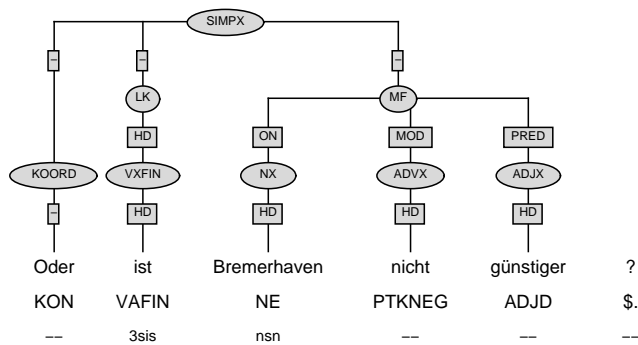 SIMPX
– – –
LK MF
HD ON MOD PRED
KOORD VXFIN NX ADVX ADJX
– HD HD HD HD
Oder ist Bremerhaven nicht günstiger ?
KON VAFIN NE PTKNEG ADJD $.
–– 3sis nsn –– –– ––